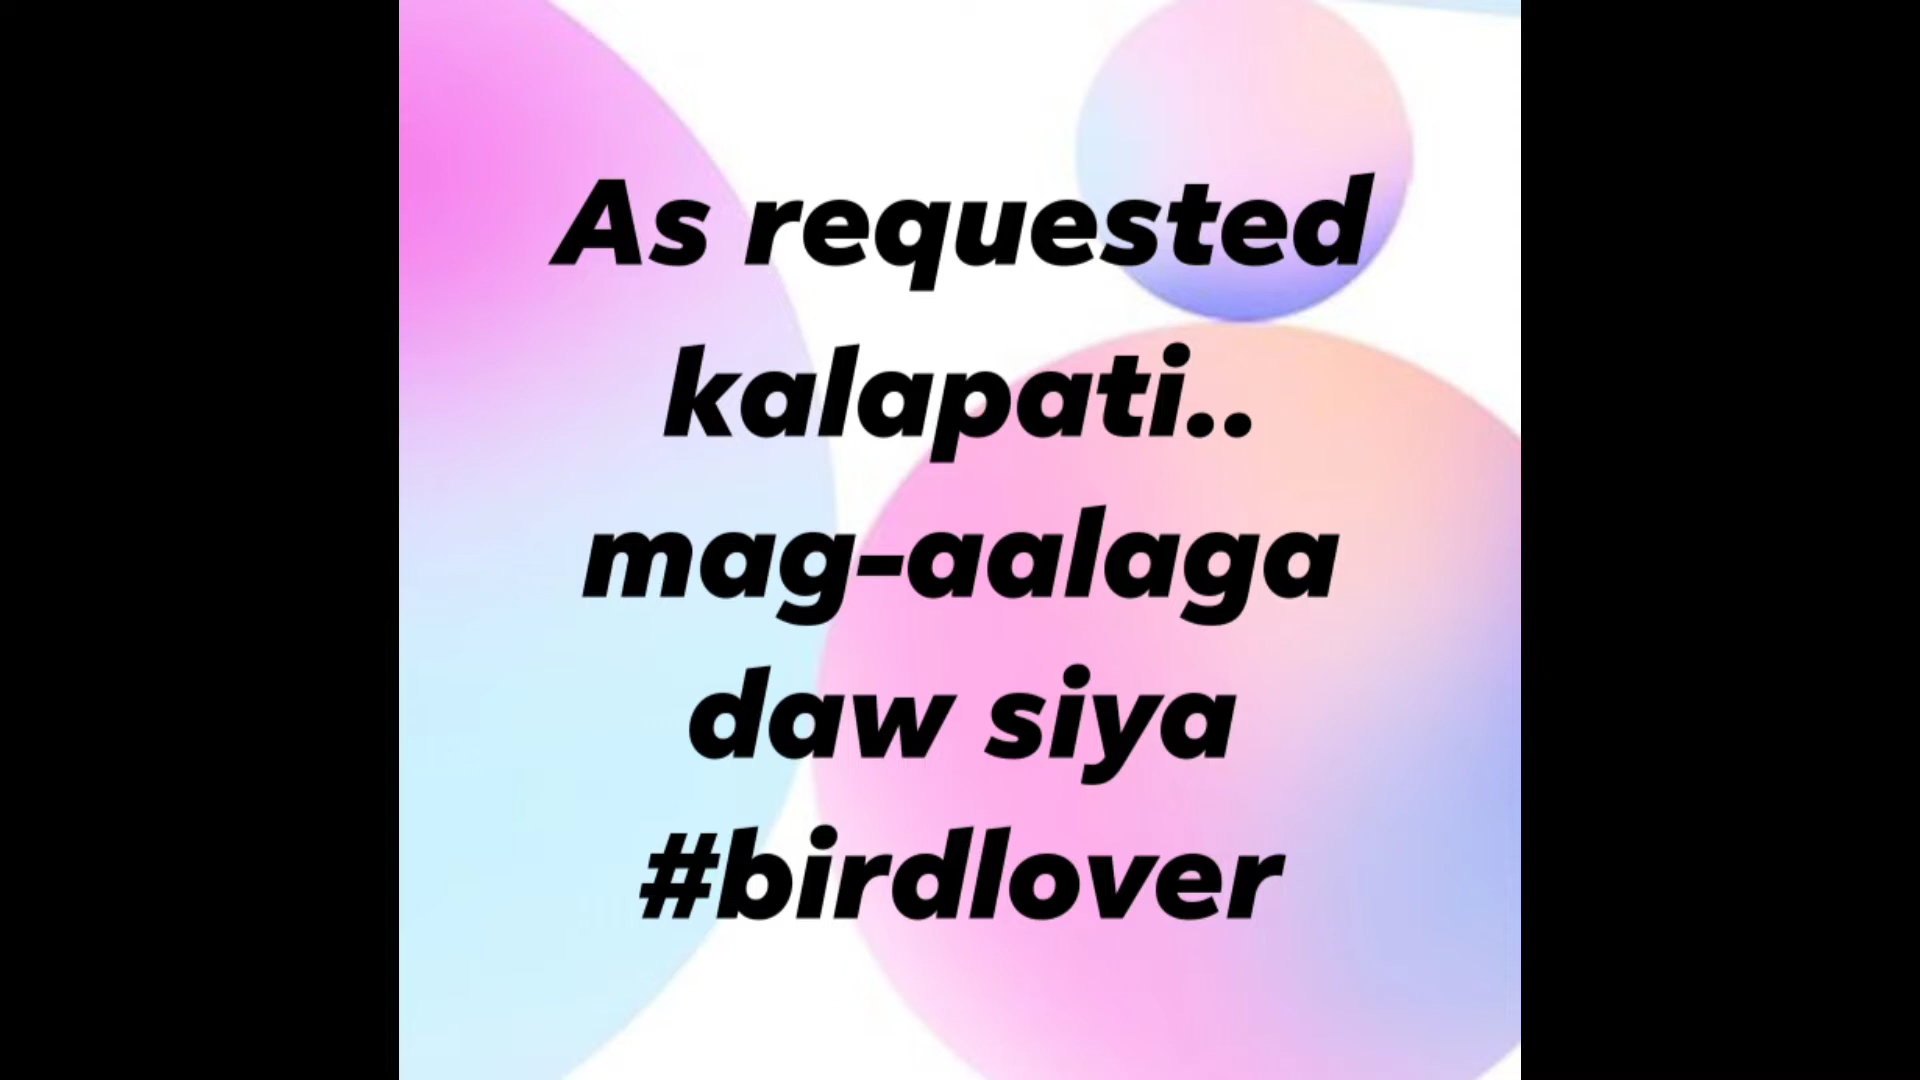 As requested
kalapati..
mag-aalaga
daw siya
#birdlover